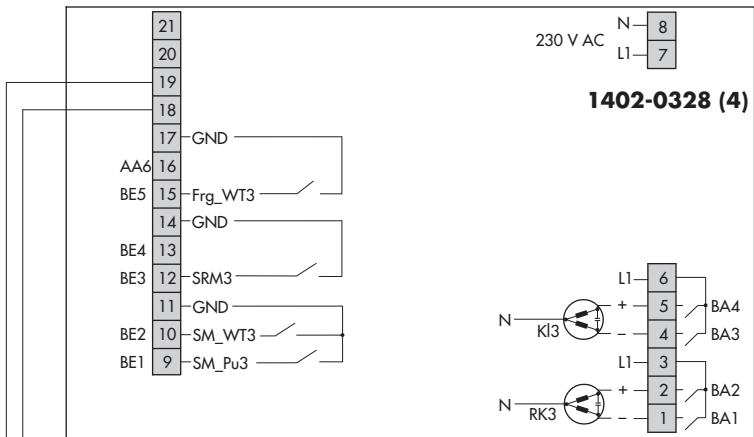 21
20
19
18
17 GND
AA6 16
BE5 15 Frg_WT3
14 GND
BE4 13
BE3 12 SRM3
11 GND
BE2 10 SM_WT3
BE1 9 SM_Pu3
N 8
230 V AC
L1 7
1402-0328 (4)
L1 6
+ 5 BA4
N Kl3
− 4 BA3
L1 3
+ 2 BA2
N RK3
− 1 BA1